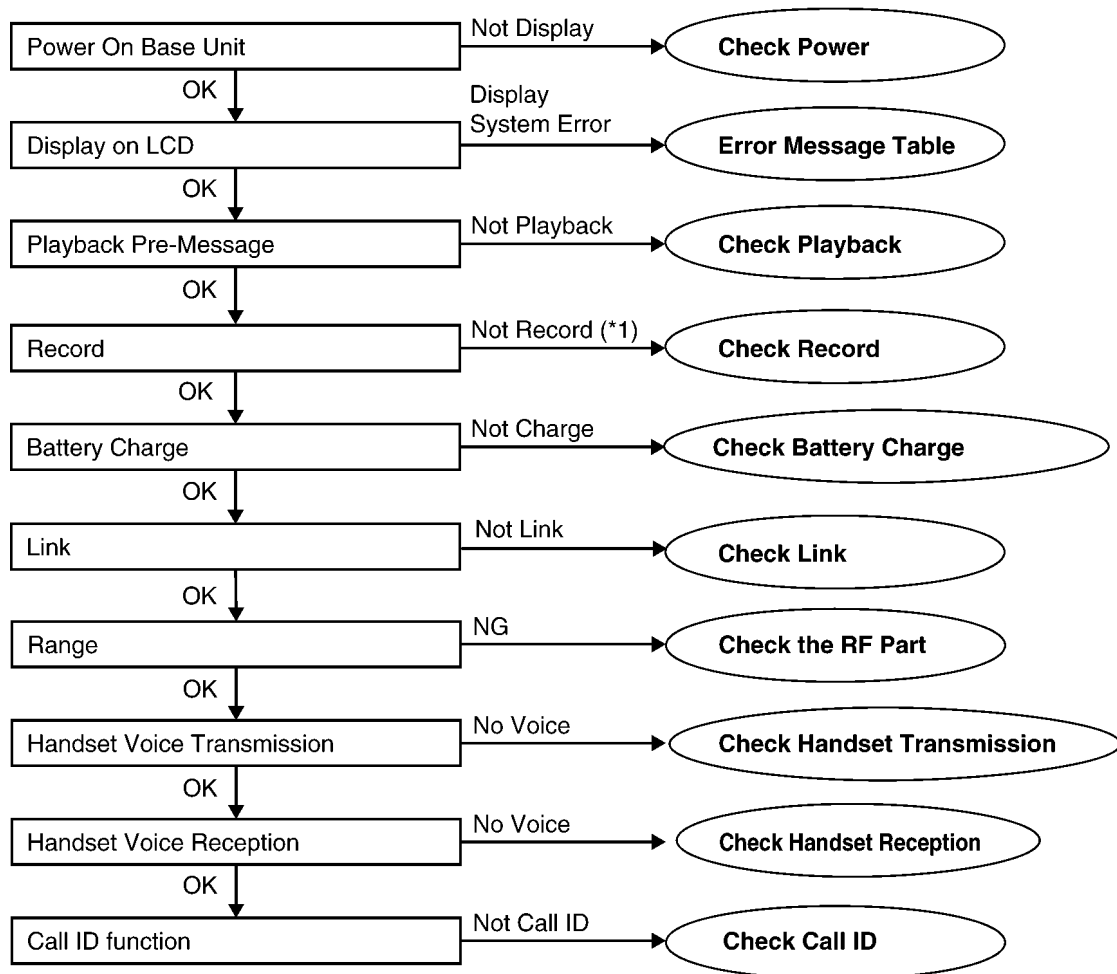 Power On Base Unit
Not Display
Check Power
OK
Display
System Error
Display on LCD
Error Message Table
OK
Playback Pre-Message
Not Playback
Check Playback
OK
Record
Not Record (*1)
Check Record
OK
Battery Charge
Not Charge
Check Battery Charge
OK
Link
Not Link
Check Link
OK
Range
NG
Check the RF Part
OK
Handset Voice Transmission
No Voice
Check Handset Transmission
OK
Handset Voice Reception
No Voice
Check Handset Reception
OK
Call ID function
Not Call ID
Check Call ID